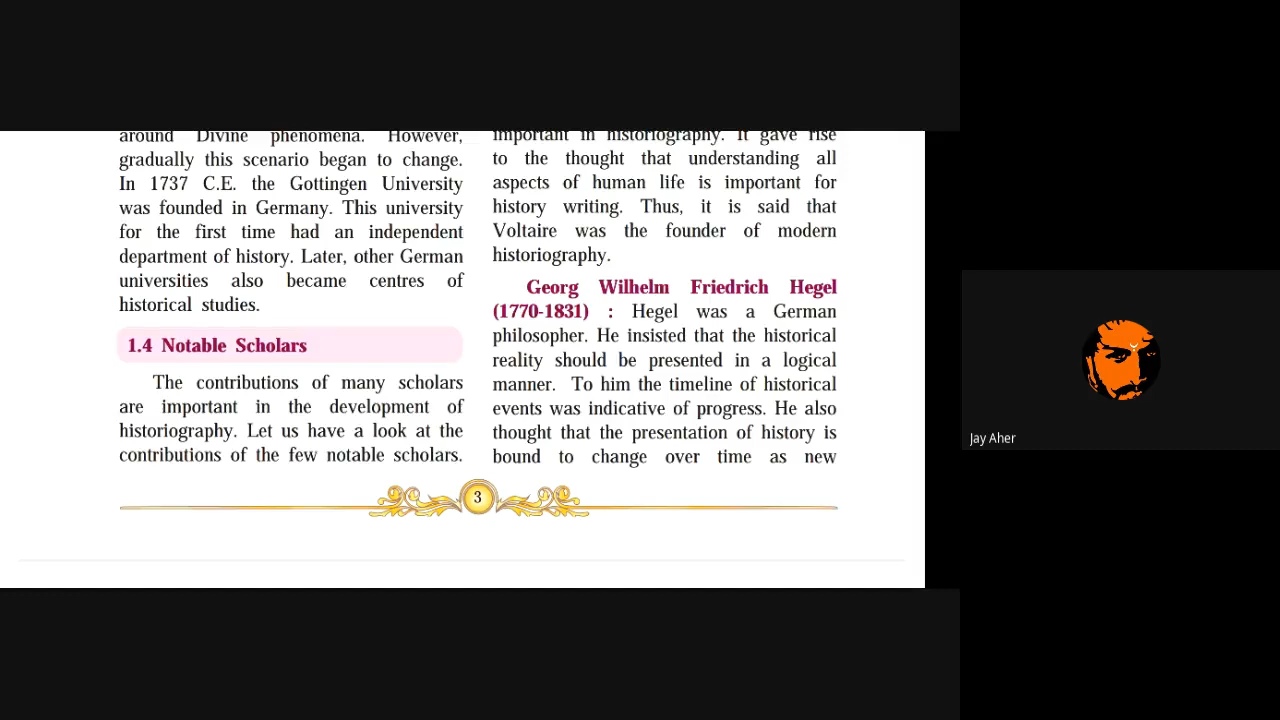 around Divine phenomena. However,
gradually this scenario began to change.
In 1737 C.E. the Gottingen University
was founded in Germany. This university
for the first time had an independent
department of history. Later, other German
universities also became centres of
historical studies.
1.4 Notable Scholars
The contributions of many scholars
are important in the development of
historiography. Let us have a look at the
contributions of the few notable scholars.
important in historiography. It gave rise
to the thought that understanding all
aspects of human life is important for
history writing. Thus, it is said that
Voltaire was the founder of modern
historiography.
Georg Wilhelm Friedrich Hegel
(1770-1831) : Hegel was a German
philosopher. He insisted that the historical
reality should be presented in a logical
manner. To him the timeline of historical
events was indicative of progress. He also
thought that the presentation of history is
bound to change over time as new
3
Jay Aher